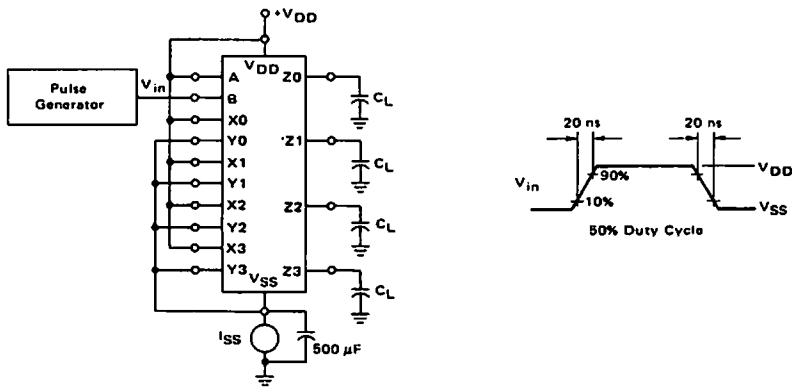 +VDD
Pulse
Generator
Vin
VDD
A
Z0
B
CL
X0
Y0
Z1
X1
CL
Y1
X2
Z2
Y2
CL
X3
Y3
Z3
VSS
CL
ISS
500 µF
20 ns
20 ns
Vin
90%
10%
VDD
VSS
50% Duty Cycle